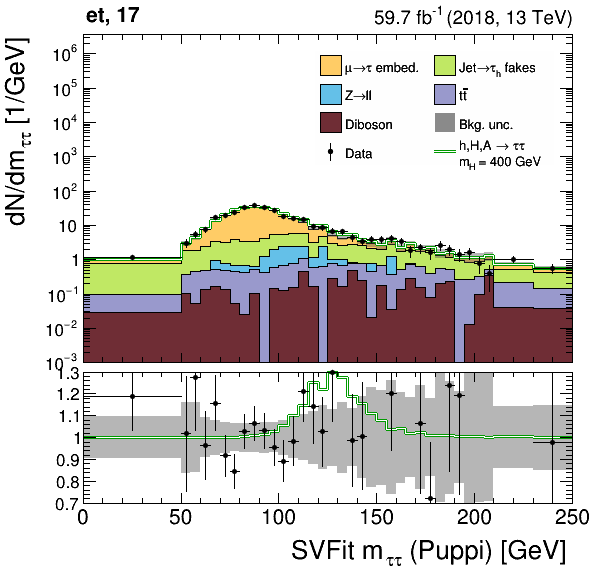 et, 17
59.7 fb⁻¹ (2018, 13 TeV)
dN/dm_ττ [1/GeV]
μ→τ embed.
Jet→τ_h fakes
Z→ll
tt̄
Diboson
Bkg. unc.
Data
h,H,A → ττ
m_H = 400 GeV
10⁶
10⁵
10⁴
10³
10²
10
1
10⁻¹
10⁻²
10⁻³
1.3
1.2
1.1
1
0.9
0.8
0.7
0 50 100 150 200 250
SVFit m_ττ (Puppi) [GeV]